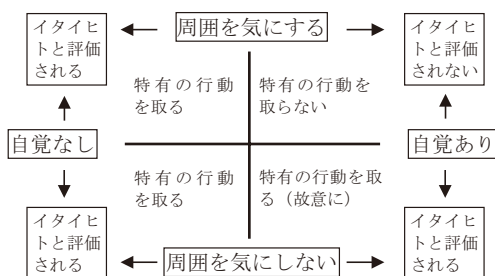 イタイヒ
トと評価
される
周囲を気にする
イタイヒ
トと評価
されない
特有の行動
を取る
特有の行動を
取らない
自覚なし
自覚あり
特有の行動
を取る
特有の行動を取
る（故意に）
イタイヒ
トと評価
される
周囲を気にしない
イタイヒ
トと評価
される